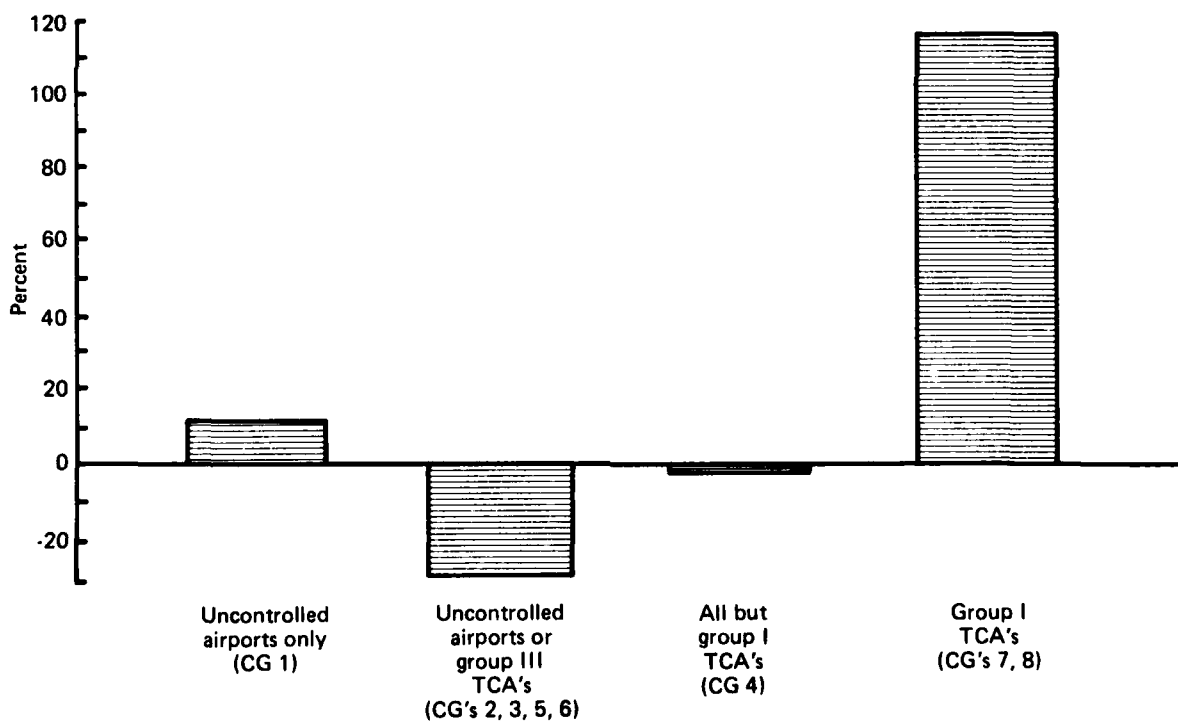 120
100
80
60
40
20
0
-20
Percent
Uncontrolled
airports only
(CG 1)
Uncontrolled
airports or
group III
TCA's
(CG's 2, 3, 5, 6)
All but
group I
TCA's
(CG 4)
Group I
TCA's
(CG's 7, 8)